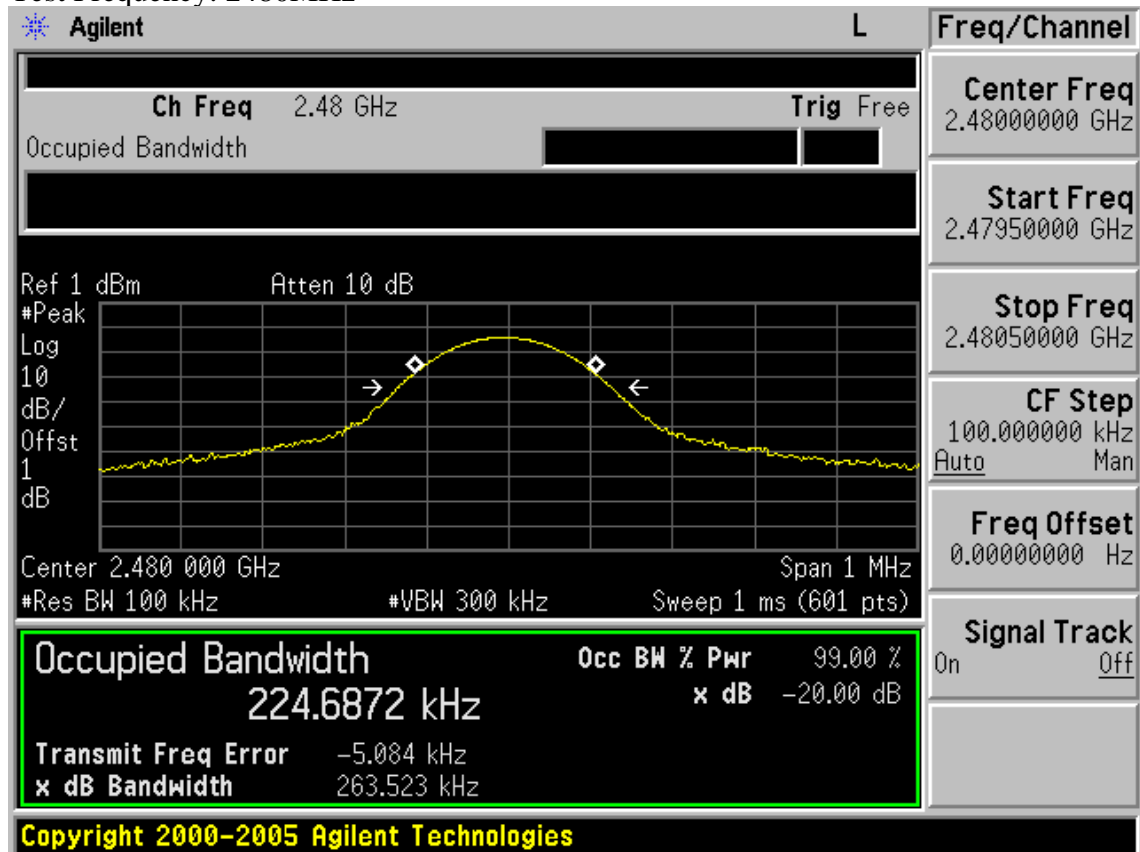 Test Frequency: 2480MHz
Agilent L
Ch Freq 2.48 GHz Trig Free
Occupied Bandwidth
Ref 1 dBm Atten 10 dB
#Peak
Log
10
dB/
Offst
1
dB
Center 2.480 000 GHz Span 1 MHz
#Res BW 100 kHz #VBW 300 kHz Sweep 1 ms (601 pts)
Occupied Bandwidth Occ BW % Pwr 99.00 %
224.6872 kHz x dB -20.00 dB
Transmit Freq Error -5.084 kHz
x dB Bandwidth 263.523 kHz
Copyright 2000-2005 Agilent Technologies
Freq/Channel
Center Freq
2.48000000 GHz
Start Freq
2.47950000 GHz
Stop Freq
2.48050000 GHz
CF Step
100.000000 kHz
Auto Man
Freq Offset
0.00000000 Hz
Signal Track
On Off